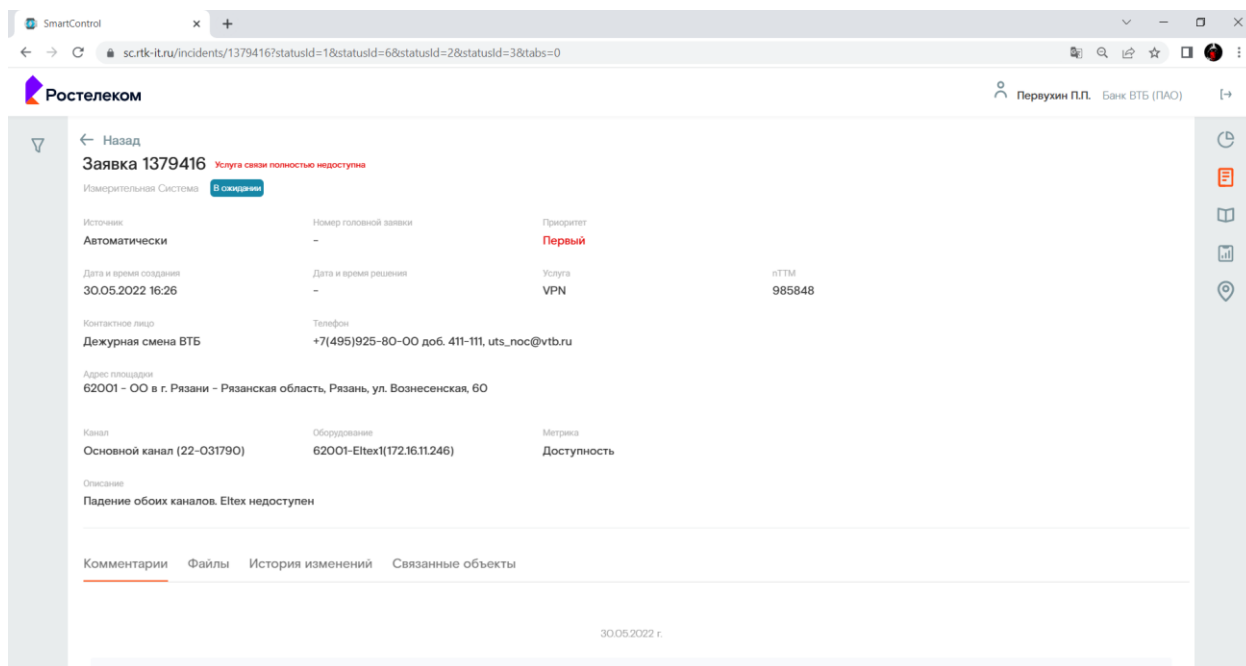 SmartControl
sc.rtk-it.ru/incidents/1379416?statusId=1&statusId=6&statusId=2&statusId=3&tabs=0
Ростелеком
Первухин П.П. Банк ВТБ (ПАО)
Назад
Заявка 1379416 Услуга связи полностью недоступна
Измерительная Система В ожидании
Источник Номер головной заявки Приоритет
Автоматически – Первый
Дата и время создания Дата и время решения Услуга nTTM
30.05.2022 16:26 – VPN 985848
Контактное лицо Телефон
Дежурная смена ВТБ +7(495)925-80-00 доб. 411-111, uts_noc@vtb.ru
Адрес площадки
62001 - ОО в г. Рязани - Рязанская область, Рязань, ул. Вознесенская, 60
Канал Оборудование Метрика
Основной канал (22-031790) 62001-Eltex1(172.16.11.246) Доступность
Описание
Падение обоих каналов. Eltex недоступен
Комментарии Файлы История изменений Связанные объекты
30.05.2022 г.